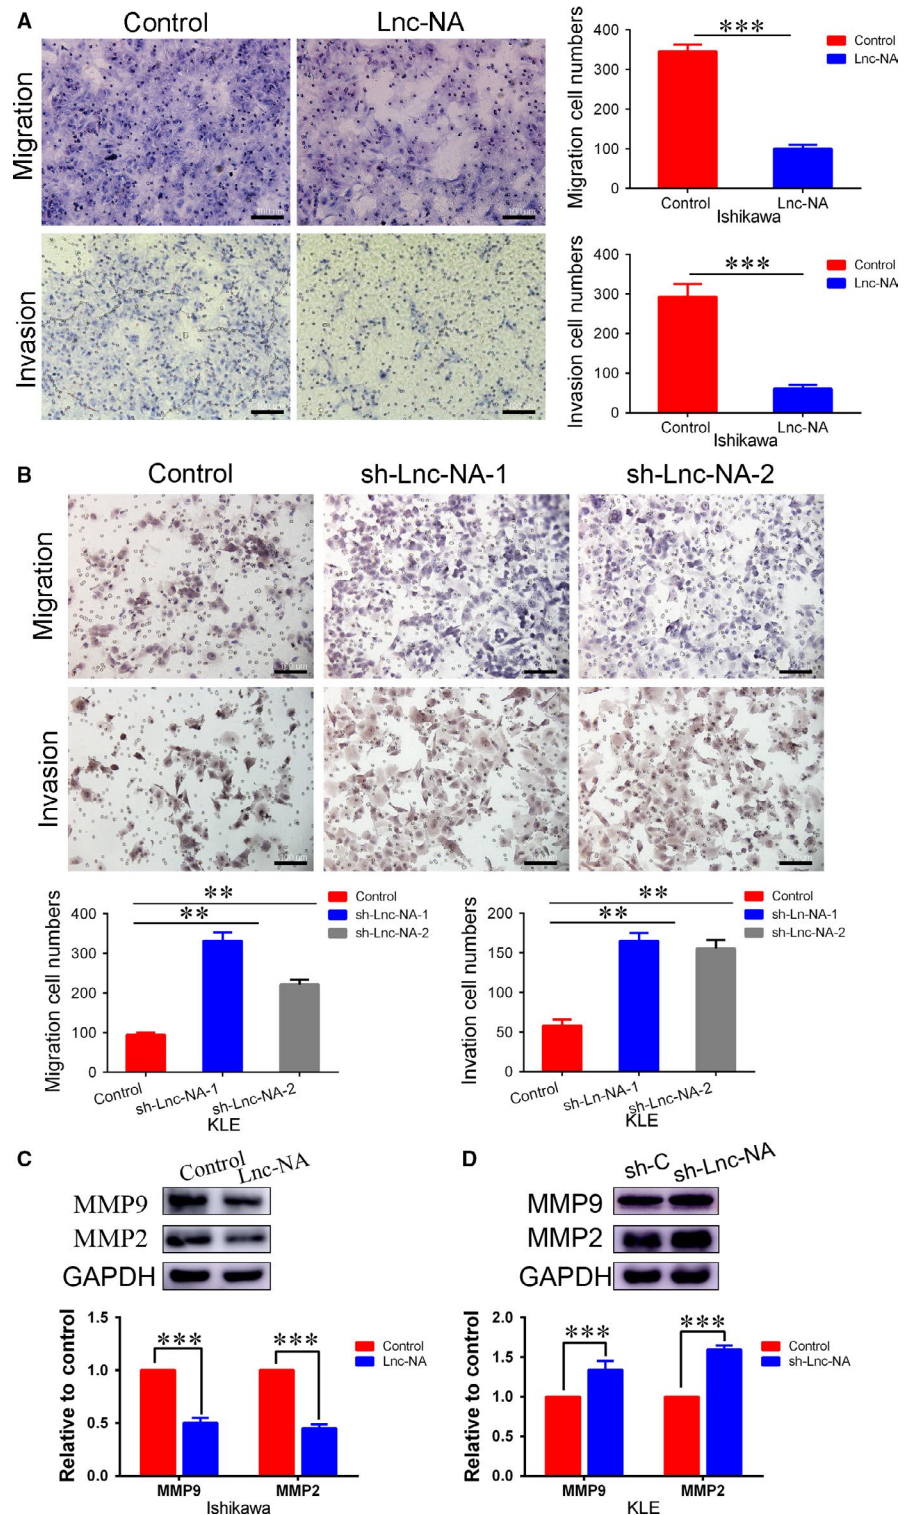 A
Control Lnc-NA
Migration
100 μm
100 μm
Invasion
Migration cell numbers
400
300
200
100
0
***
Control
Lnc-NA
Control Lnc-NA
Ishikawa
Invasion cell numbers
400
300
200
100
0
***
Control
Lnc-NA
Control Lnc-NA
Ishikawa
B
Control sh-Lnc-NA-1 sh-Lnc-NA-2
Migration
100 μm
Invasion
Migration cell numbers
400
300
200
100
0
**
**
Control
sh-Lnc-NA-1
sh-Lnc-NA-2
Control sh-Lnc-NA-1 sh-Lnc-NA-2
KLE
Invation cell numbers
200
150
100
50
0
**
**
Control
sh-Ln-NA-1
sh-Lnc-NA-2
Control sh-Ln-NA-1 sh-Lnc-NA-2
KLE
C
Control Lnc-NA
MMP9
MMP2
GAPDH
Relative to control
1.5
1.0
0.5
0.0
*** ***
Control
Lnc-NA
MMP9 MMP2
Ishikawa
D
sh-C sh-Lnc-NA
MMP9
MMP2
GAPDH
Relative to control
2.0
1.5
1.0
0.5
0.0
*** ***
Control
sh-Lnc-NA
MMP9 MMP2
KLE